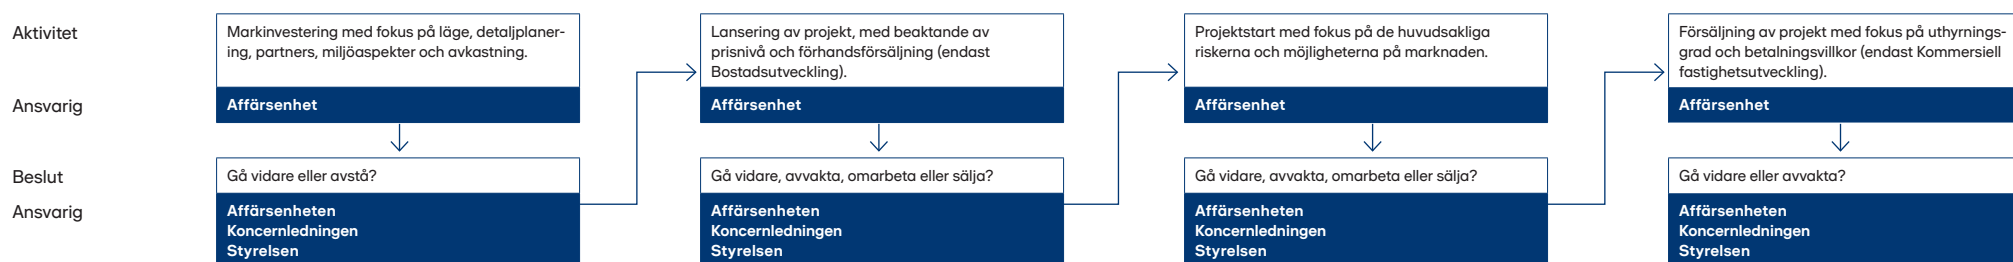 Aktivitet
Markinvestering med fokus på läge, detaljplaner-
ing, partners, miljöaspekter och avkastning.
Lansering av projekt, med beaktande av
prisnivå och förhandsförsäljning (endast
Bostadsutveckling).
Projektstart med fokus på de huvudsakliga
riskerna och möjligheterna på marknaden.
Försäljning av projekt med fokus på uthyrnings-
grad och betalningsvillkor (endast Kommersiell
fastighetsutveckling).
Ansvarig
Affärsenhet
Affärsenhet
Affärsenhet
Affärsenhet
Beslut
Gå vidare eller avstå?
Gå vidare, avvakta, omarbeta eller sälja?
Gå vidare, avvakta, omarbeta eller sälja?
Gå vidare eller avvakta?
Ansvarig
Affärsenheten
Koncernledningen
Styrelsen
Affärsenheten
Koncernledningen
Styrelsen
Affärsenheten
Koncernledningen
Styrelsen
Affärsenheten
Koncernledningen
Styrelsen